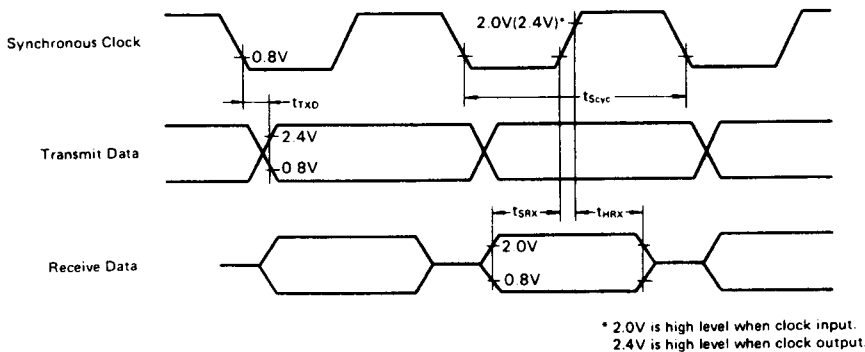 Synchronous Clock
0.8V
2.0V(2.4V)*
tScyc
tTXD
Transmit Data
2.4V
0.8V
tSRX
tHRX
Receive Data
2.0V
0.8V
* 2.0V is high level when clock input.
2.4V is high level when clock output.